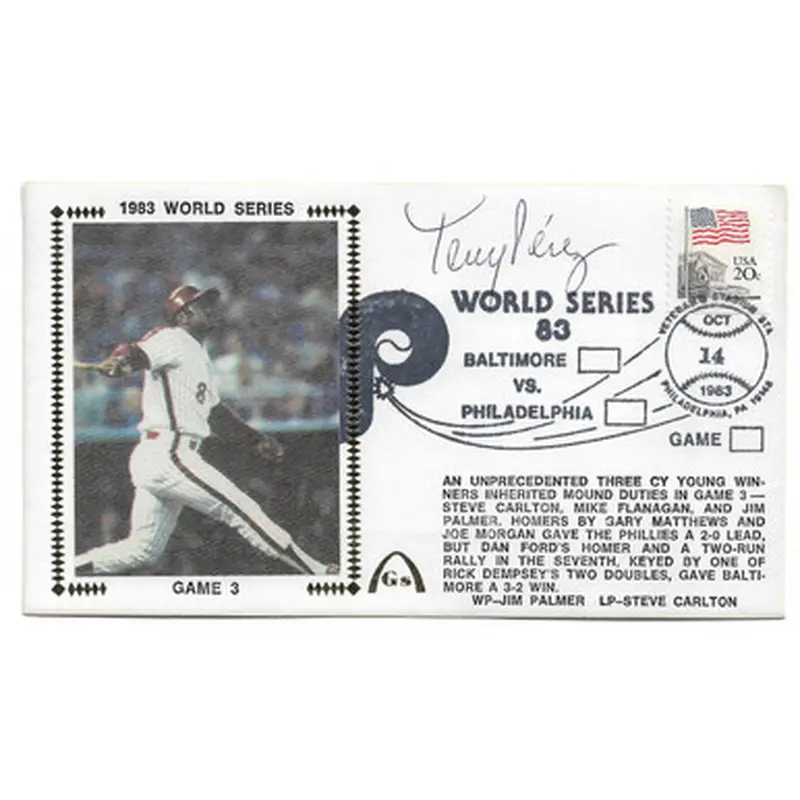 1983 WORLD SERIES
8
GAME 3
Tony Pérez
WORLD SERIES
83
BALTIMORE
VS.
PHILADELPHIA
GAME
USA
20c
VETERANS STADIUM STA
OCT
14
1983
PHILADELPHIA, PA 19148
Gs
AN UNPRECEDENTED THREE CY YOUNG WIN-
NERS INHERITED MOUND DUTIES IN GAME 3—
STEVE CARLTON, MIKE FLANAGAN, AND JIM
PALMER. HOMERS BY GARY MATTHEWS AND
JOE MORGAN GAVE THE PHILLIES A 2-0 LEAD,
BUT DAN FORD'S HOMER AND A TWO-RUN
RALLY IN THE SEVENTH, KEYED BY ONE OF
RICK DEMPSEY'S TWO DOUBLES, GAVE BALTI-
MORE A 3-2 WIN.
WP-JIM PALMER LP-STEVE CARLTON